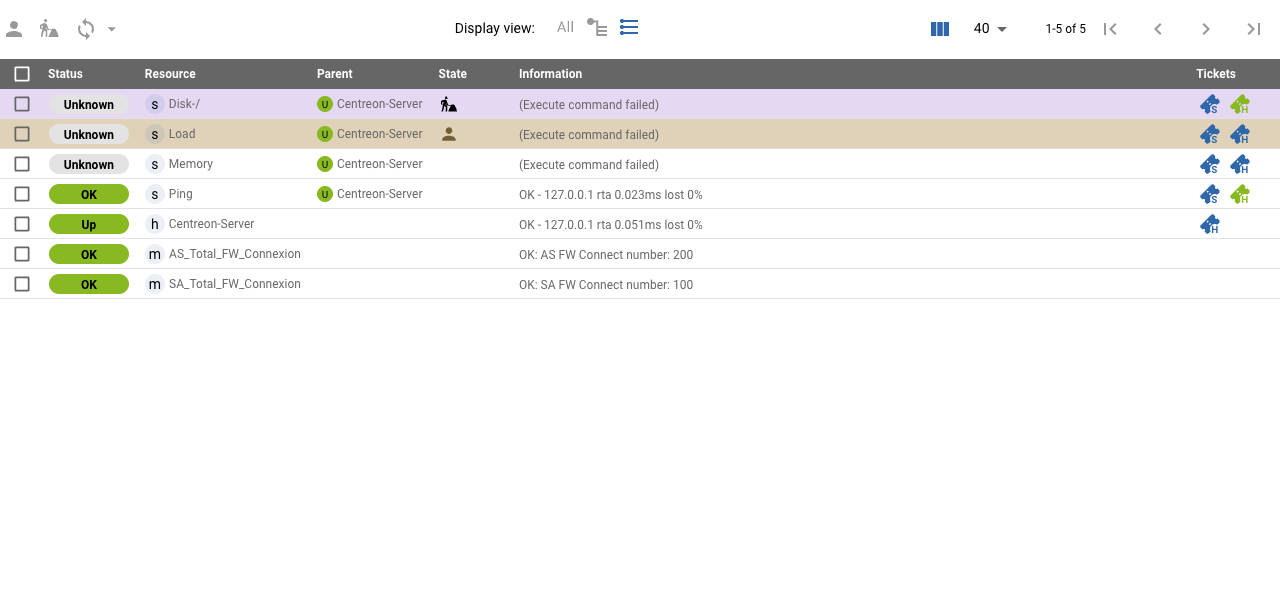 Display view: All 40 1-5 of 5
Status Resource Parent State Information Tickets
Unknown s Disk-/ U Centreon-Server (Execute command failed) S H
Unknown s Load U Centreon-Server (Execute command failed) S H
Unknown s Memory U Centreon-Server (Execute command failed) S H
OK s Ping U Centreon-Server OK - 127.0.0.1 rta 0.023ms lost 0% S H
Up h Centreon-Server OK - 127.0.0.1 rta 0.051ms lost 0% H
OK m AS_Total_FW_Connexion OK: AS FW Connect number: 200
OK m SA_Total_FW_Connexion OK: SA FW Connect number: 100